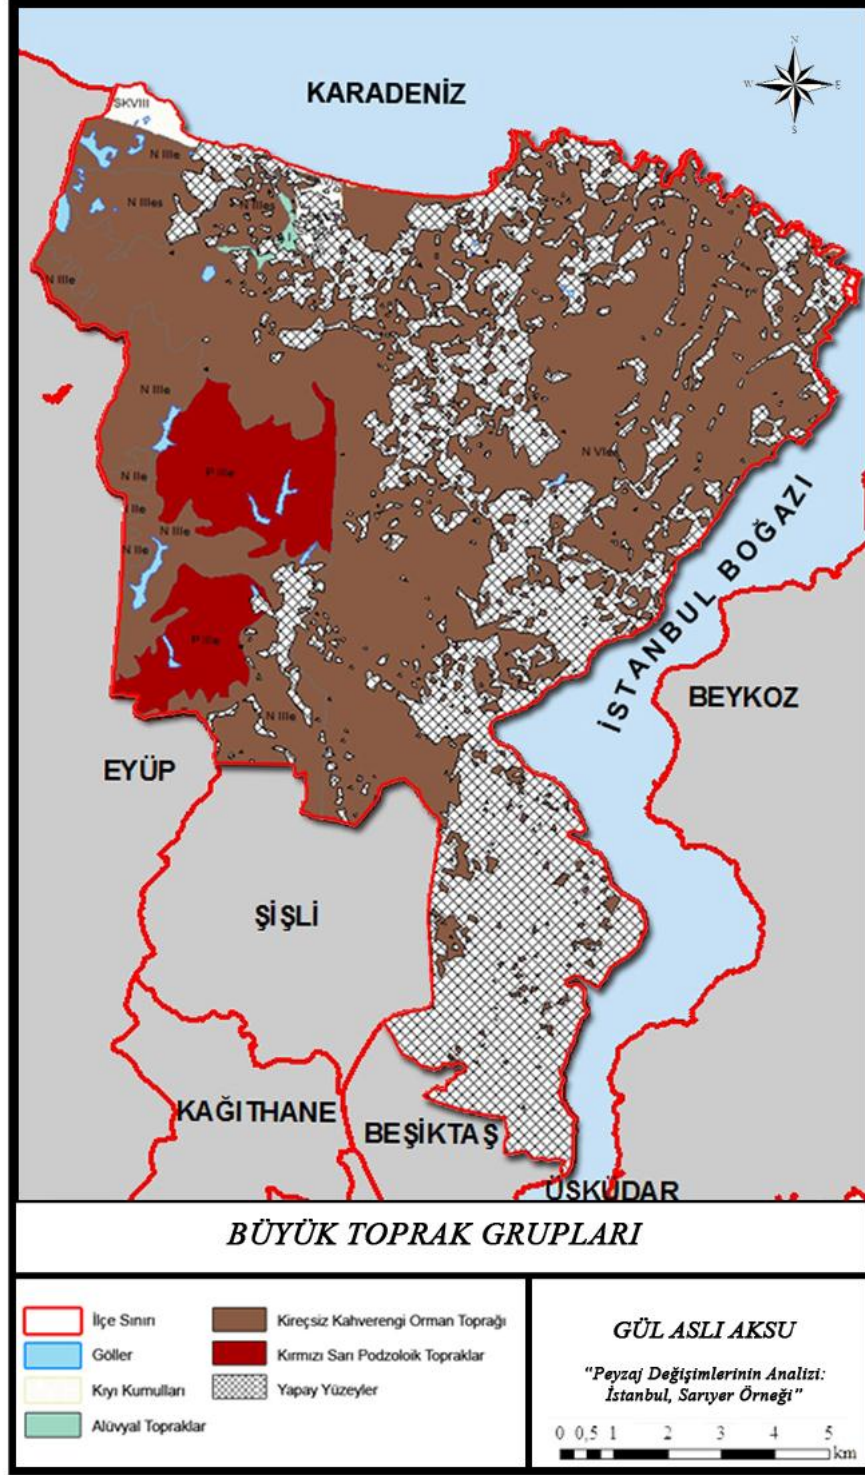 KARADENİZ
N
W E
S
SKVIII
N IIIe
N IIIes
N IIIes
N IIIe
N IIIe
P IIIe
N IIe
N IIIe
N IIe
P IIIe
N IIIe
İSTANBUL BOĞAZI
BEYKOZ
EYÜP
ŞİŞLİ
KAĞITHANE
BEŞİKTAŞ
ÜSKÜDAR
BÜYÜK TOPRAK GRUPLARI
İlçe Sınırı
Göller
Kıyı Kumulları
Alüvyal Topraklar
Kireçsiz Kahverengi Orman Toprağı
Kırmızı Sarı Podzoloik Topraklar
Yapay Yüzeyler
GÜL ASLI AKSU
"Peyzaj Değişimlerinin Analizi:
İstanbul, Sarıyer Örneği"
0 0,5 1 2 3 4 5
km